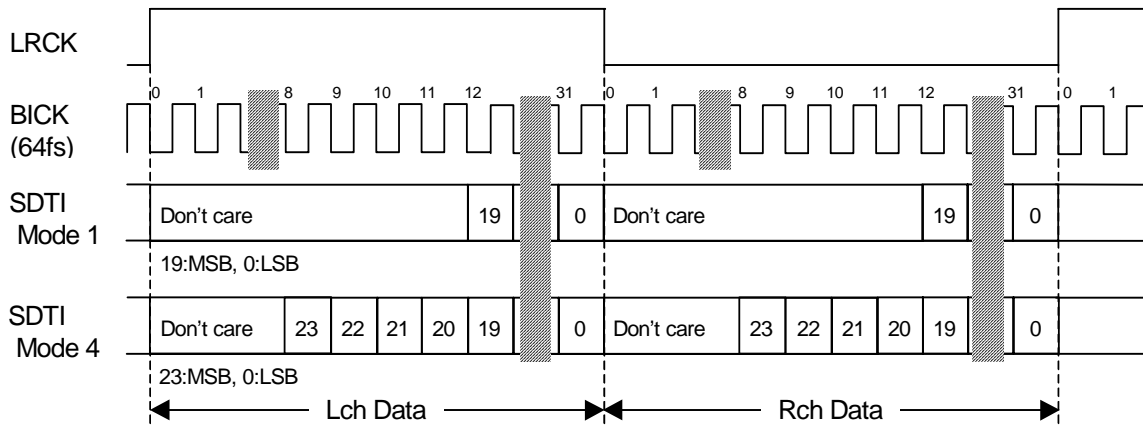 LRCK
0 1 8 9 10 11 12 31 0 1 8 9 10 11 12 31 0 1
BICK
(64fs)
SDTI
Mode 1
Don't care 19 0 Don't care 19 0
19:MSB, 0:LSB
SDTI
Mode 4
Don't care 23 22 21 20 19 0 Don't care 23 22 21 20 19 0
23:MSB, 0:LSB
Lch Data Rch Data